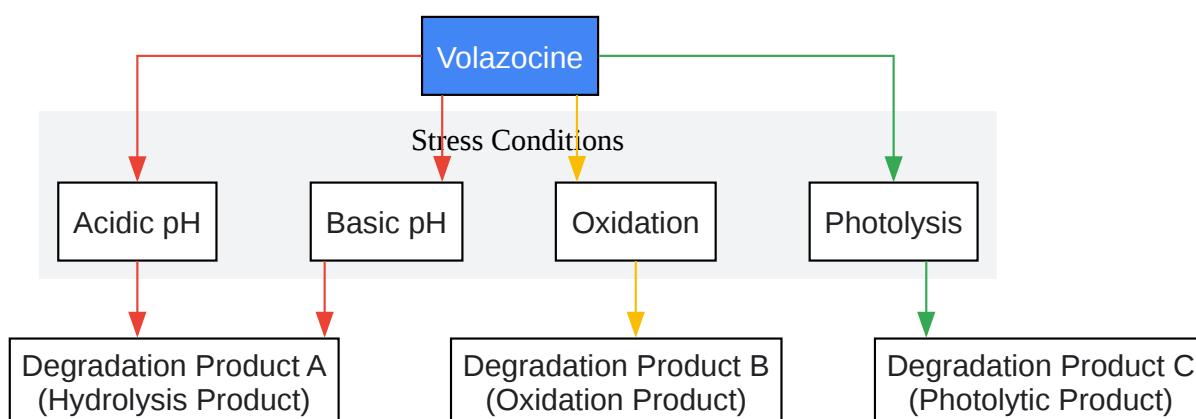 Volazocine
Stress Conditions
Acidic pH
Basic pH
Oxidation
Photolysis
Degradation Product A
(Hydrolysis Product)
Degradation Product B
(Oxidation Product)
Degradation Product C
(Photolytic Product)